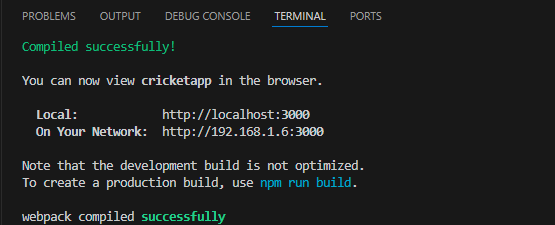 PROBLEMS OUTPUT DEBUG CONSOLE TERMINAL PORTS
Compiled successfully!
You can now view cricketapp in the browser.
Local: http://localhost:3000
On Your Network: http://192.168.1.6:3000
Note that the development build is not optimized.
To create a production build, use npm run build.
webpack compiled successfully